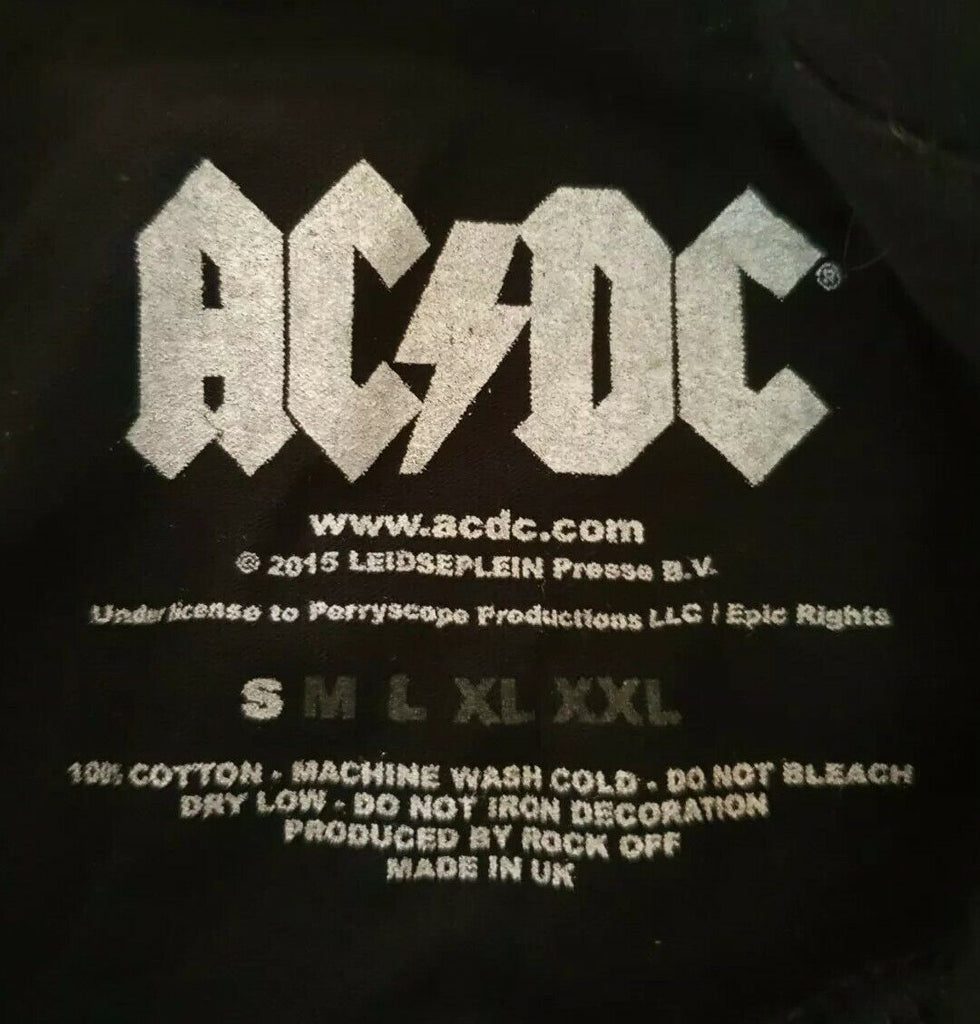 AC/DC®
www.acdc.com
© 2015 LEIDSEPLEIN Presse B.V.
Under license to Perryscope Productions LLC / Epic Rights
S M L XL XXL
100% COTTON - MACHINE WASH COLD - DO NOT BLEACH
DRY LOW - DO NOT IRON DECORATION
PRODUCED BY ROCK OFF
MADE IN UK